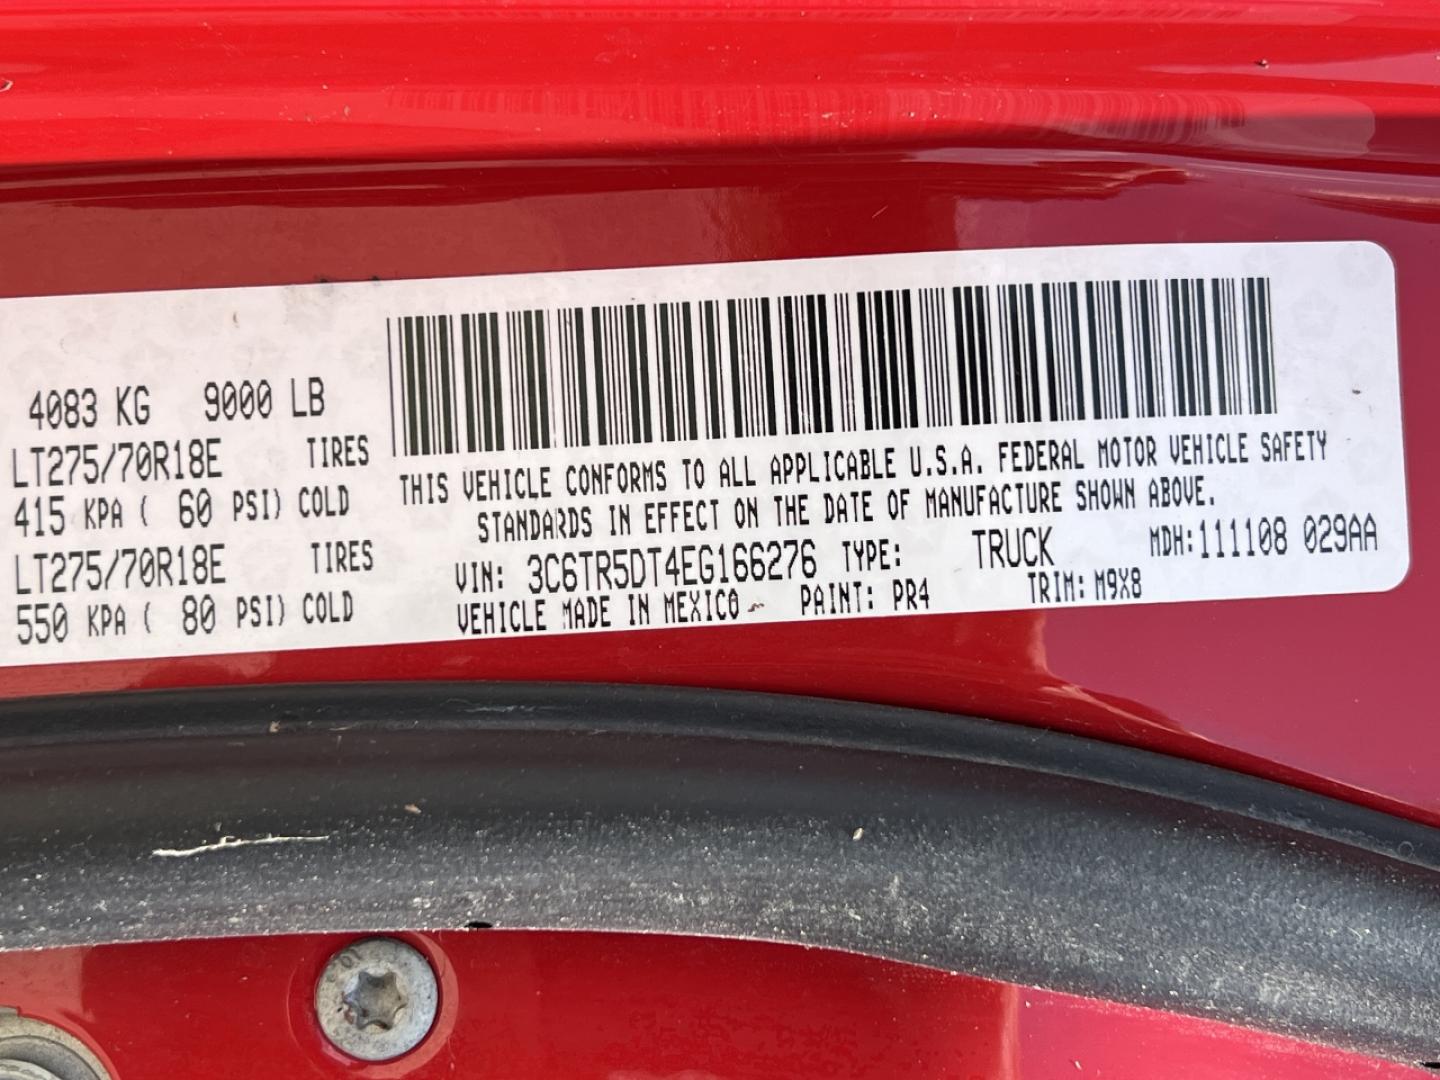 4083 KG 9000 LB
LT275/70R18E TIRES
415 KPA ( 60 PSI) COLD
LT275/70R18E TIRES
550 KPA ( 80 PSI) COLD
THIS VEHICLE CONFORMS TO ALL APPLICABLE U.S.A. FEDERAL MOTOR VEHICLE SAFETY
STANDARDS IN EFFECT ON THE DATE OF MANUFACTURE SHOWN ABOVE.
VIN: 3C6TR5DT4EG166276 TYPE: TRUCK MDH:111108 029AA
VEHICLE MADE IN MEXICO PAINT: PR4 TRIM: M9X8